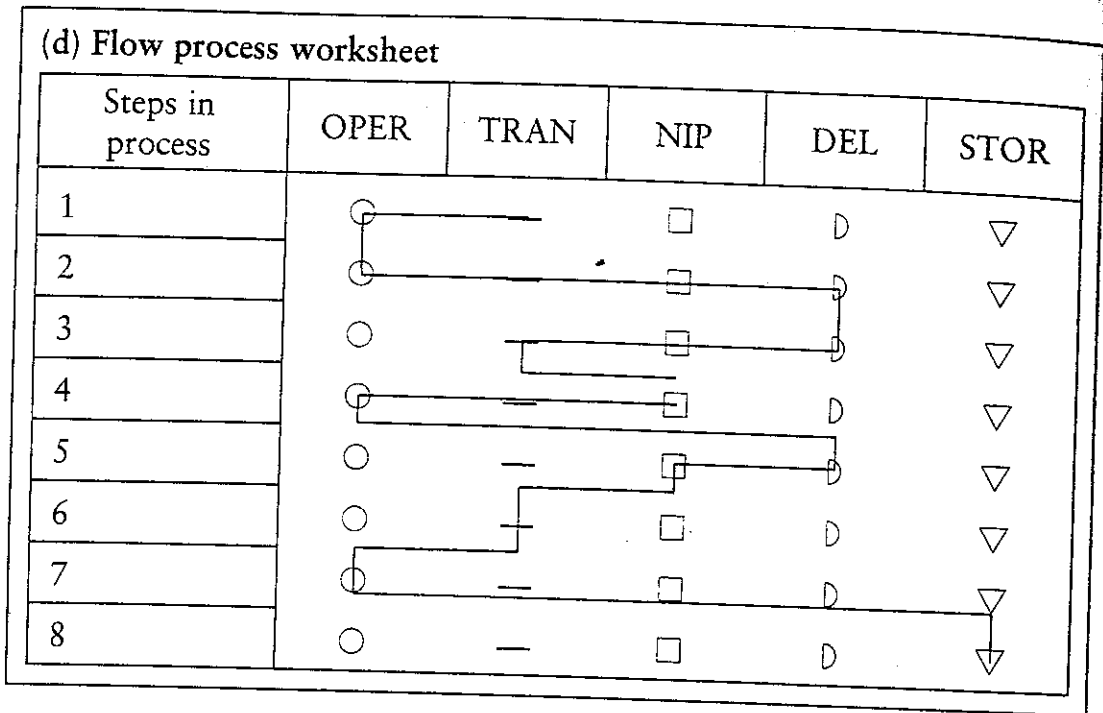 (d) Flow process worksheet
Steps in
process
OPER
TRAN
NIP
DEL
STOR
1
2
3
4
5
6
7
8